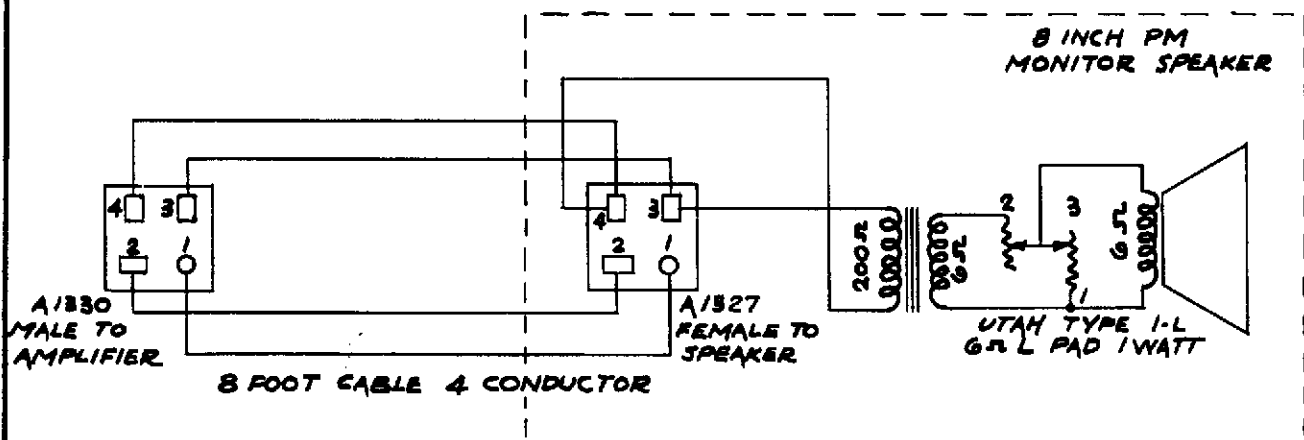 8 INCH PM
MONITOR SPEAKER
4 3
2 1
4 3
2 1
200Ω
6Ω
2 3
1
6Ω
A1330
MALE TO
AMPLIFIER
A1327
FEMALE TO
SPEAKER
UTAH TYPE 1-L
6Ω L PAD 1 WATT
8 FOOT CABLE 4 CONDUCTOR